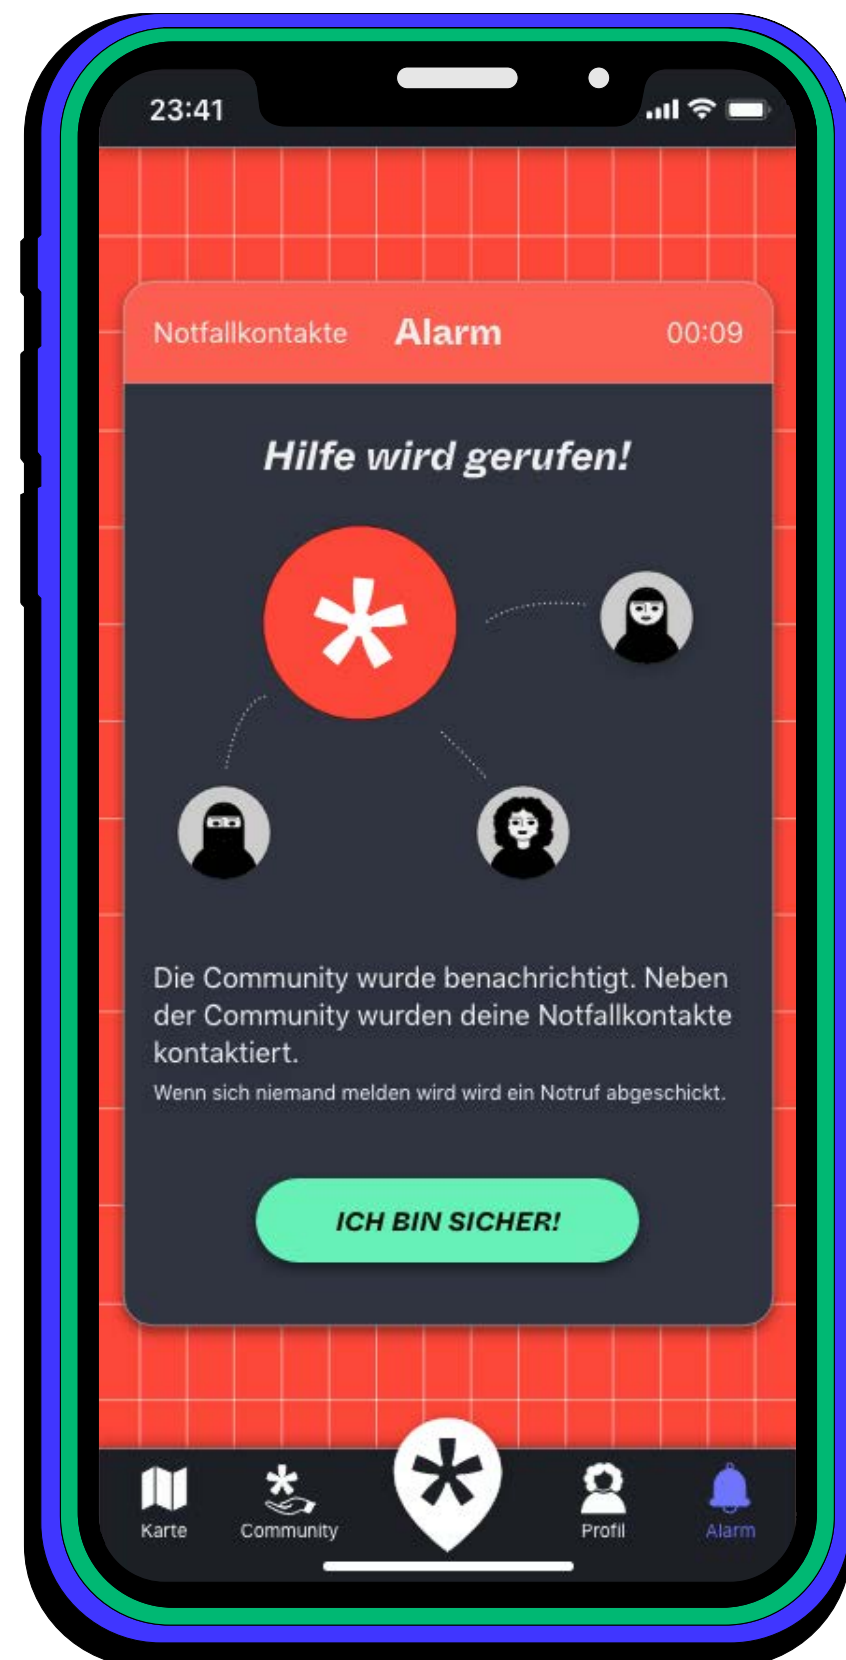 23:41
Notfallkontakte Alarm 00:09
Hilfe wird gerufen!
Die Community wurde benachrichtigt. Neben
der Community wurden deine Notfallkontakte
kontaktiert.
Wenn sich niemand melden wird wird ein Notruf abgeschickt.
ICH BIN SICHER!
Karte Community Profil Alarm